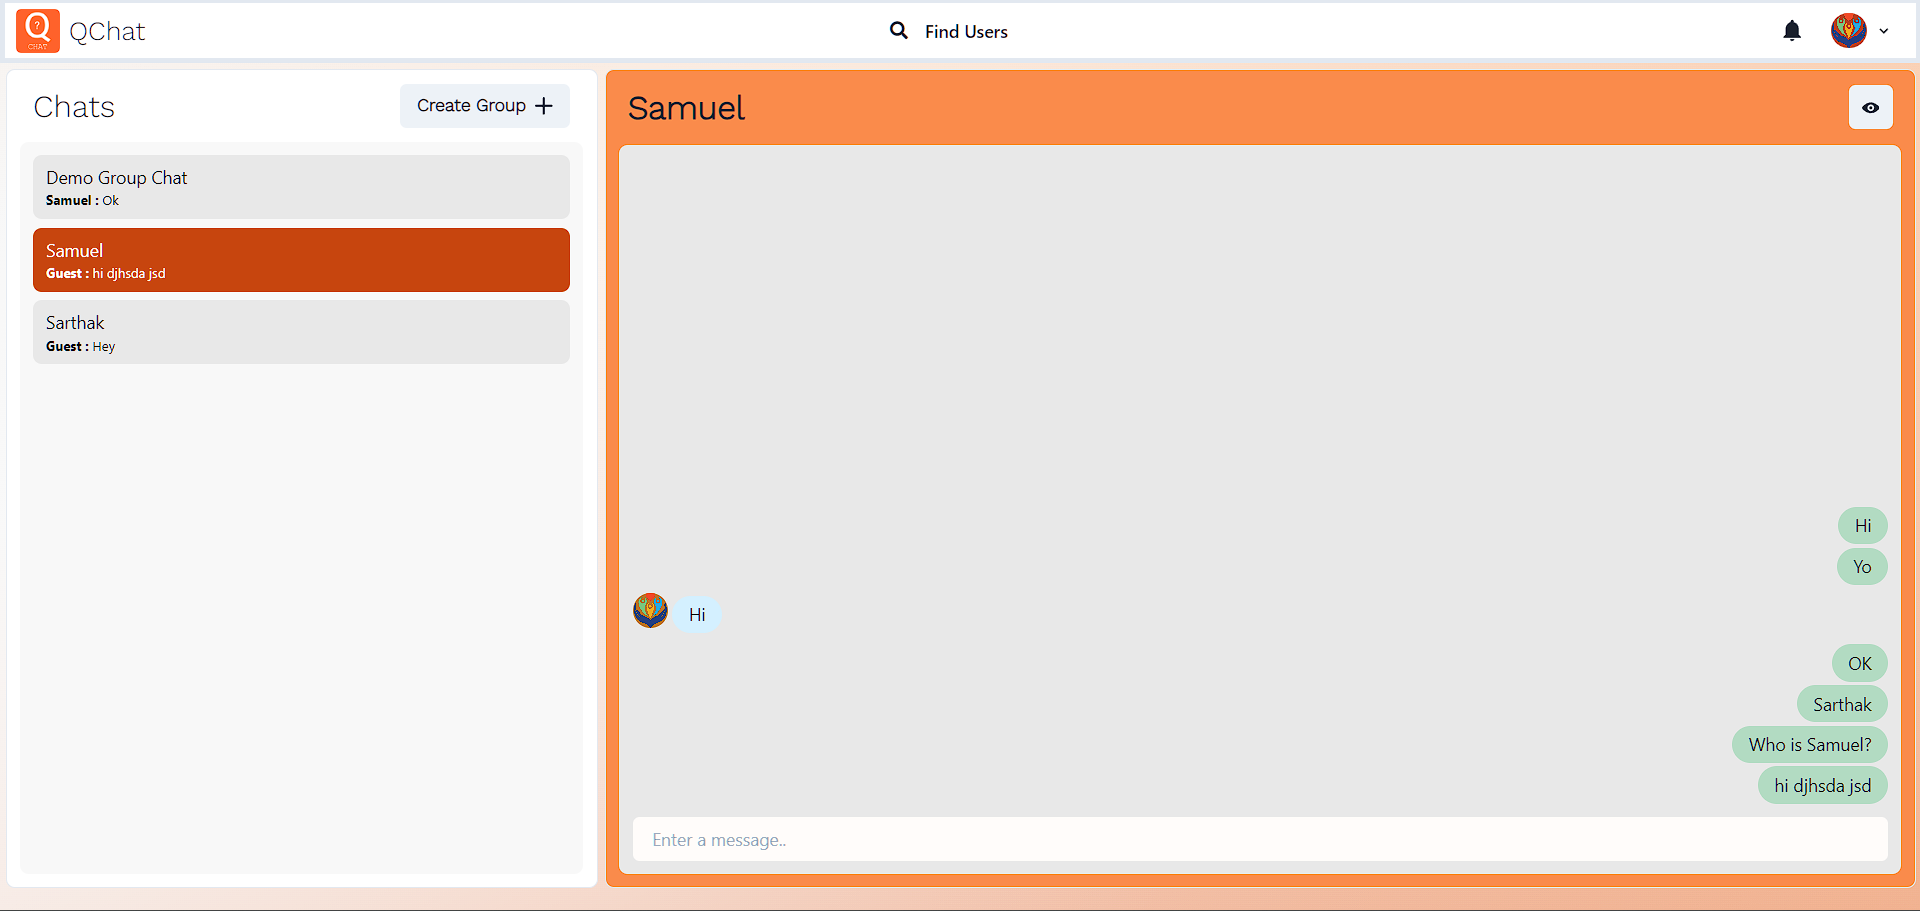 Q
?
CHAT
QChat
Find Users
Chats
Create Group
Demo Group Chat
Samuel : Ok
Samuel
Guest : hi djhsda jsd
Sarthak
Guest : Hey
Samuel
Hi
Yo
Hi
OK
Sarthak
Who is Samuel?
hi djhsda jsd
Enter a message..